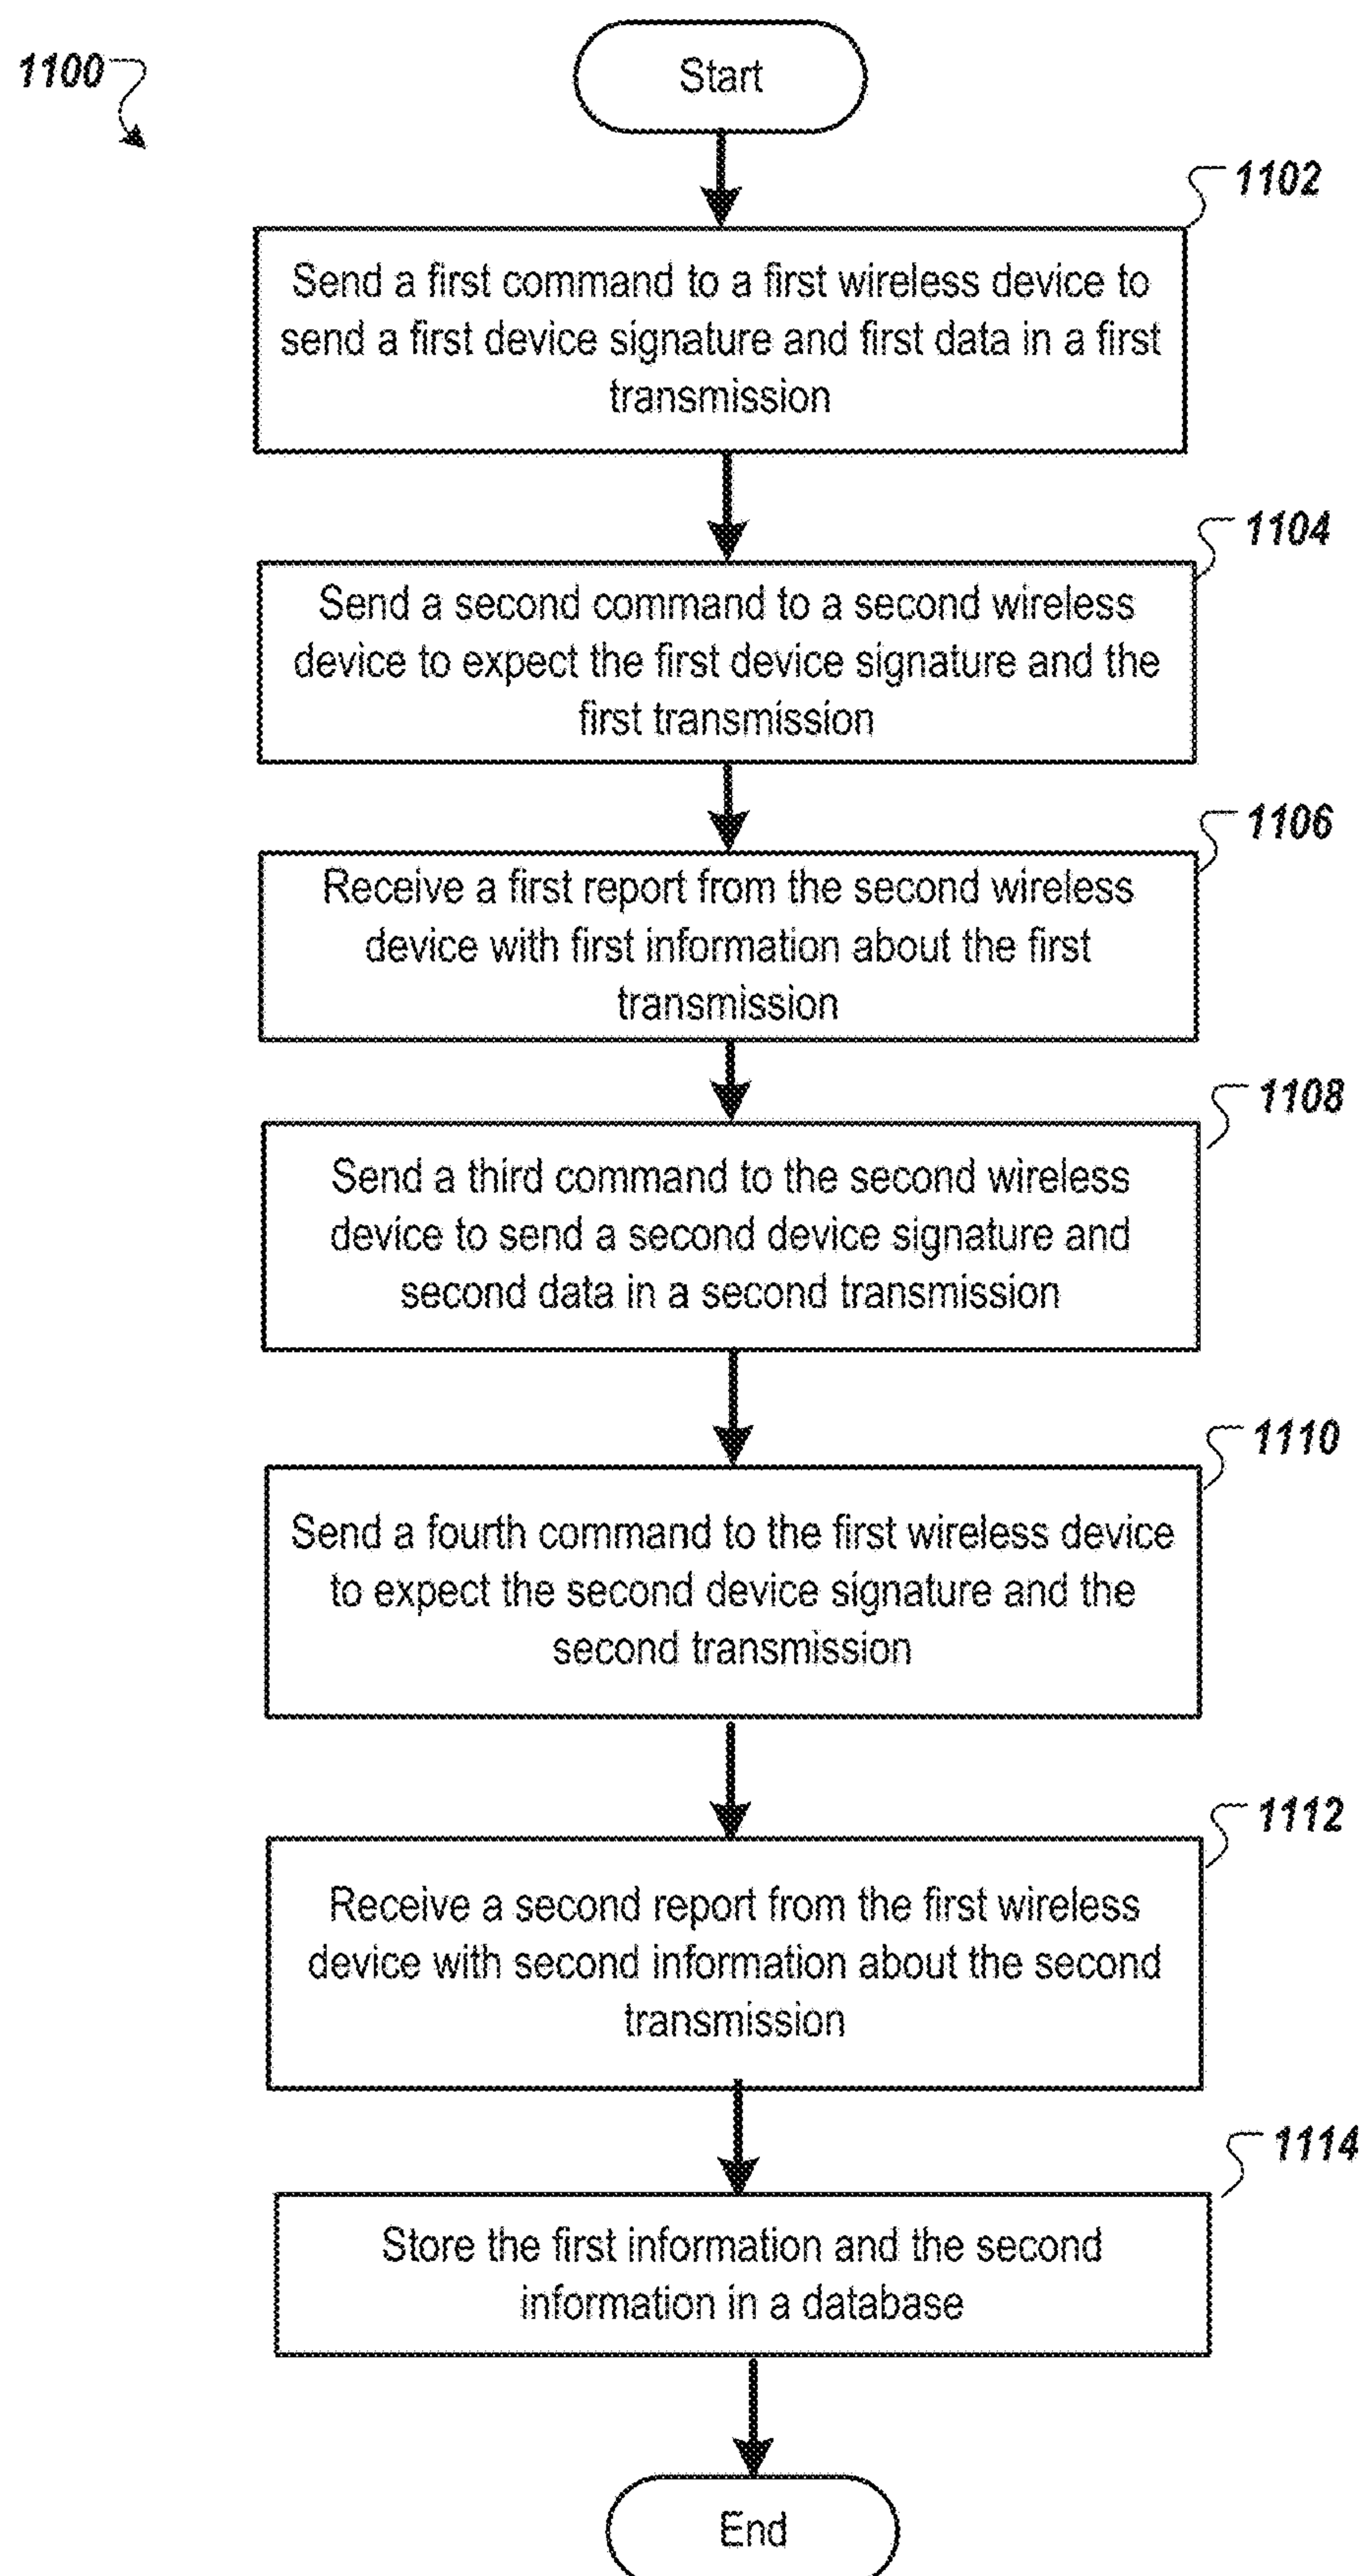 1100
Start
1102
Send a first command to a first wireless device to
send a first device signature and first data in a first
transmission
1104
Send a second command to a second wireless
device to expect the first device signature and the
first transmission
1106
Receive a first report from the second wireless
device with first information about the first
transmission
1108
Send a third command to the second wireless
device to send a second device signature and
second data in a second transmission
1110
Send a fourth command to the first wireless device
to expect the second device signature and the
second transmission
1112
Receive a second report from the first wireless
device with second information about the second
transmission
1114
Store the first information and the second
information in a database
End